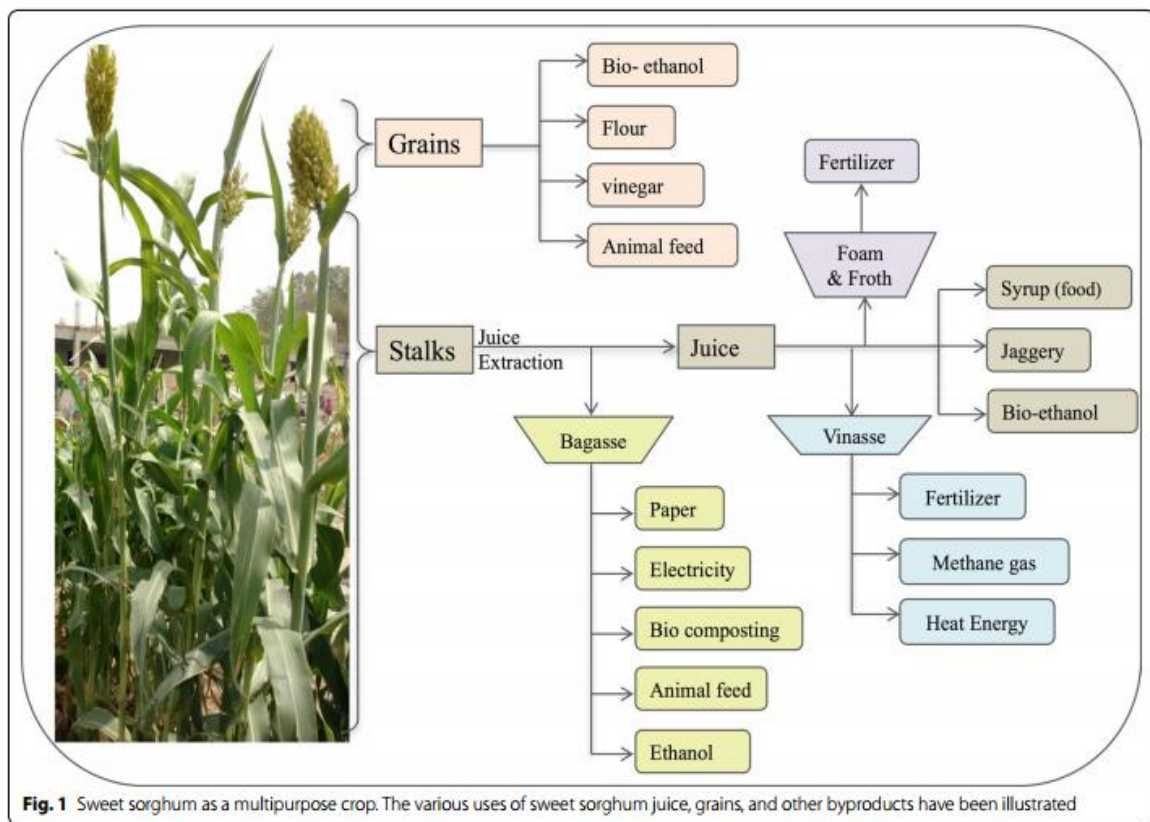 Bio- ethanol
Grains
Flour
vinegar
Animal feed
Fertilizer
Foam
& Froth
Stalks
Juice
Extraction
Juice
Syrup (food)
Jaggery
Bio-ethanol
Bagasse
Vinasse
Paper
Electricity
Bio composting
Animal feed
Ethanol
Fertilizer
Methane gas
Heat Energy
Fig. 1 Sweet sorghum as a multipurpose crop. The various uses of sweet sorghum juice, grains, and other byproducts have been illustrated